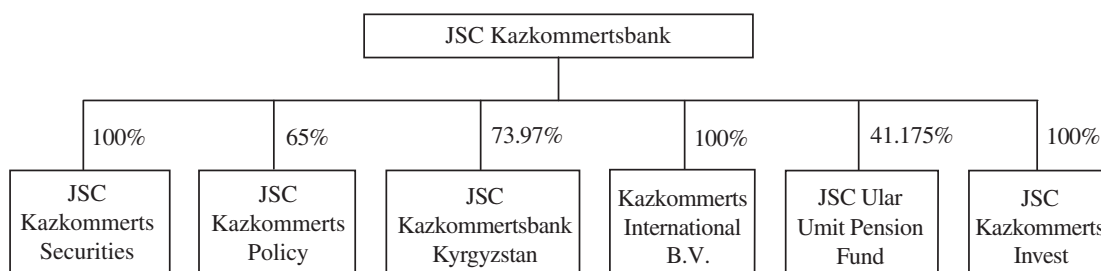 JSC Kazkommertsbank
100%
65%
73.97%
100%
41.175%
100%
JSC
Kazkommerts
Securities
JSC
Kazkommerts
Policy
JSC
Kazkommertsbank
Kyrgyzstan
Kazkommerts
International
B.V.
JSC Ular
Umit Pension
Fund
JSC
Kazkommerts
Invest